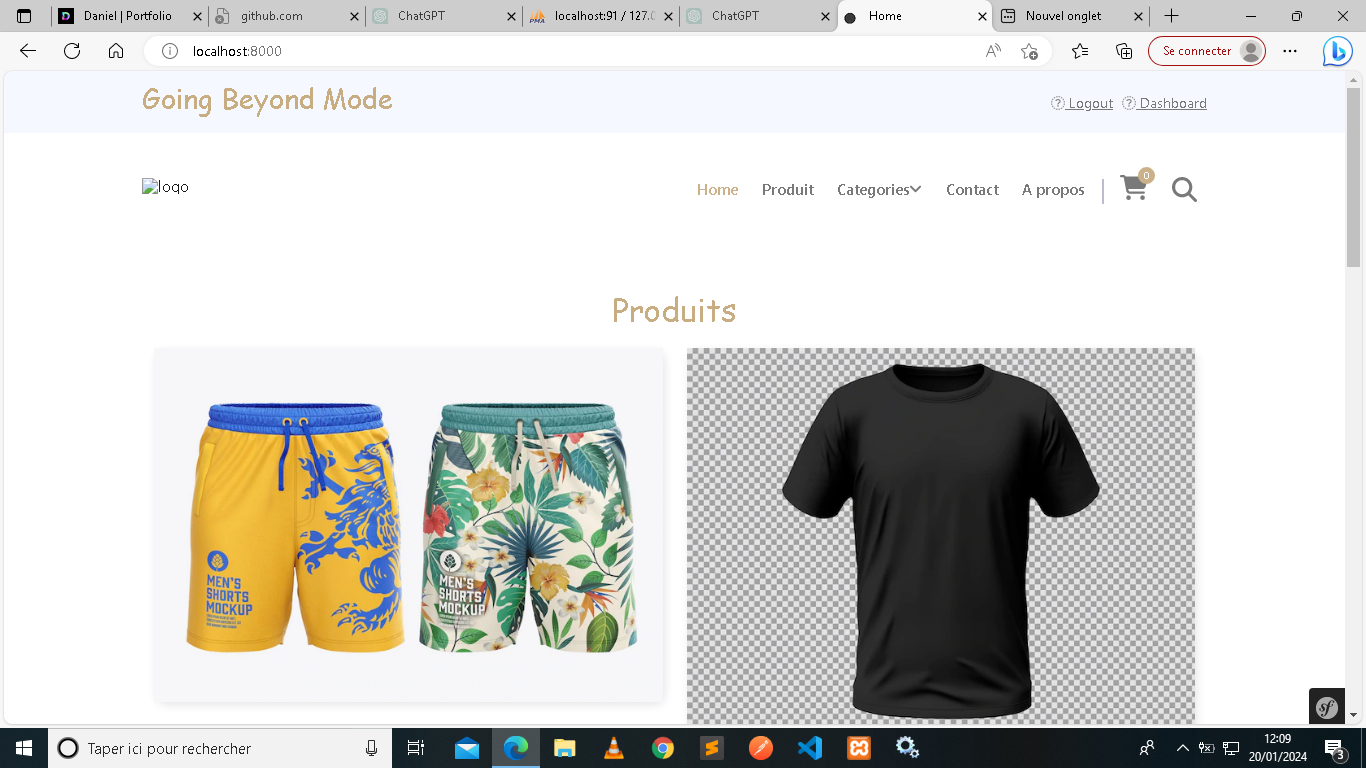 Daniel | Portfolio
github.com
ChatGPT
localhost:91 / 127.0
ChatGPT
Home
Nouvel onglet
localhost:8000
Se connecter
Going Beyond Mode
Logout Dashboard
logo
Home Produit Categories Contact A propos 0
Produits
MEN'S
SHORTS
MOCKUP
MEN'S
SHORTS
MOCKUP
sf
Taper ici pour rechercher
12:09
20/01/2024
3